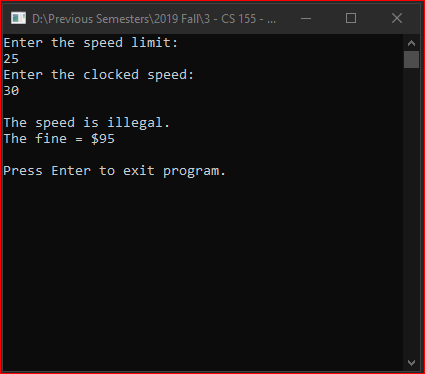 D:\Previous Semesters\2019 Fall\3 - CS 155 - ...
Enter the speed limit:
25
Enter the clocked speed:
30
The speed is illegal.
The fine = $95
Press Enter to exit program.